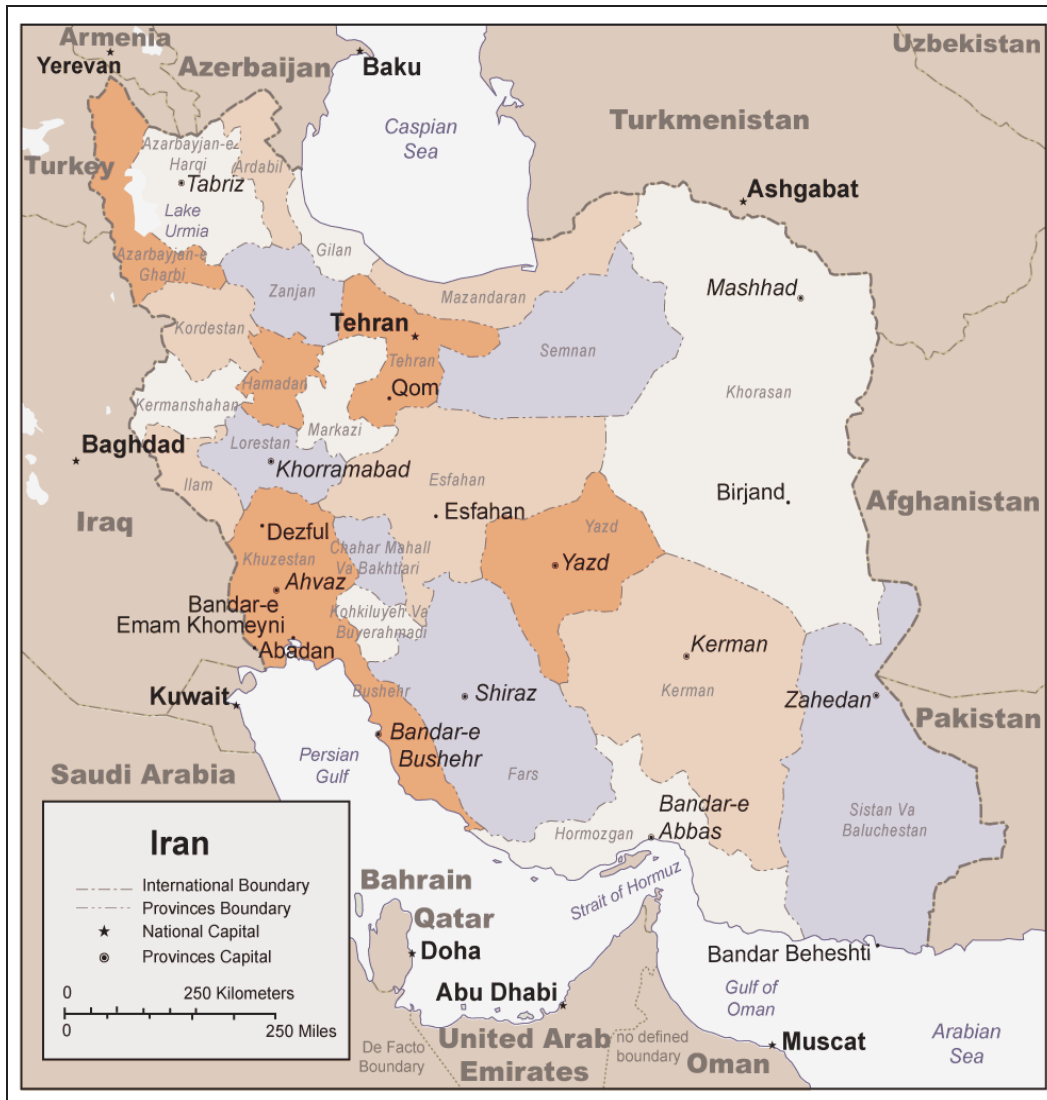 Armenia
Yerevan
Azerbaijan
Baku
Uzbekistan
Caspian
Sea
Turkmenistan
Turkey
Azarbayjan-e
Harqi
Ardabil
Tabriz
Ashgabat
Lake
Urmia
Azarbayjan-e
Gharbi
Gilan
Zanjan
Mazandaran
Mashhad
Kordestan
Tehran
Tehran
Semnan
Hamadan
Qom
Khorasan
Kermanshahan
Markazi
Baghdad
Lorestan
Khorramabad
Ilam
Esfahan
Esfahan
Birjand
Afghanistan
Iraq
Dezful
Yazd
Yazd
Khuzestan
Chahar Mahall
Va Bakhtiari
Ahvaz
Bandar-e
Emam Khomeyni
Kohkiluyeh Va
Buyerahmadi
Abadan
Kerman
Kerman
Kuwait
Bushehr
Shiraz
Zahedan
Pakistan
Bandar-e
Bushehr
Persian
Gulf
Saudi Arabia
Fars
Bandar-e
Abbas
Hormozgan
Sistan Va
Baluchestan
Iran
International Boundary
Provinces Boundary
National Capital
Provinces Capital
0 250 Kilometers
0 250 Miles
Bahrain
Qatar
Strait of Hormuz
Doha
Abu Dhabi
Bandar Beheshti
Gulf of
Oman
De Facto
Boundary
United Arab
Emirates
no defined
boundary
Oman
Muscat
Arabian
Sea